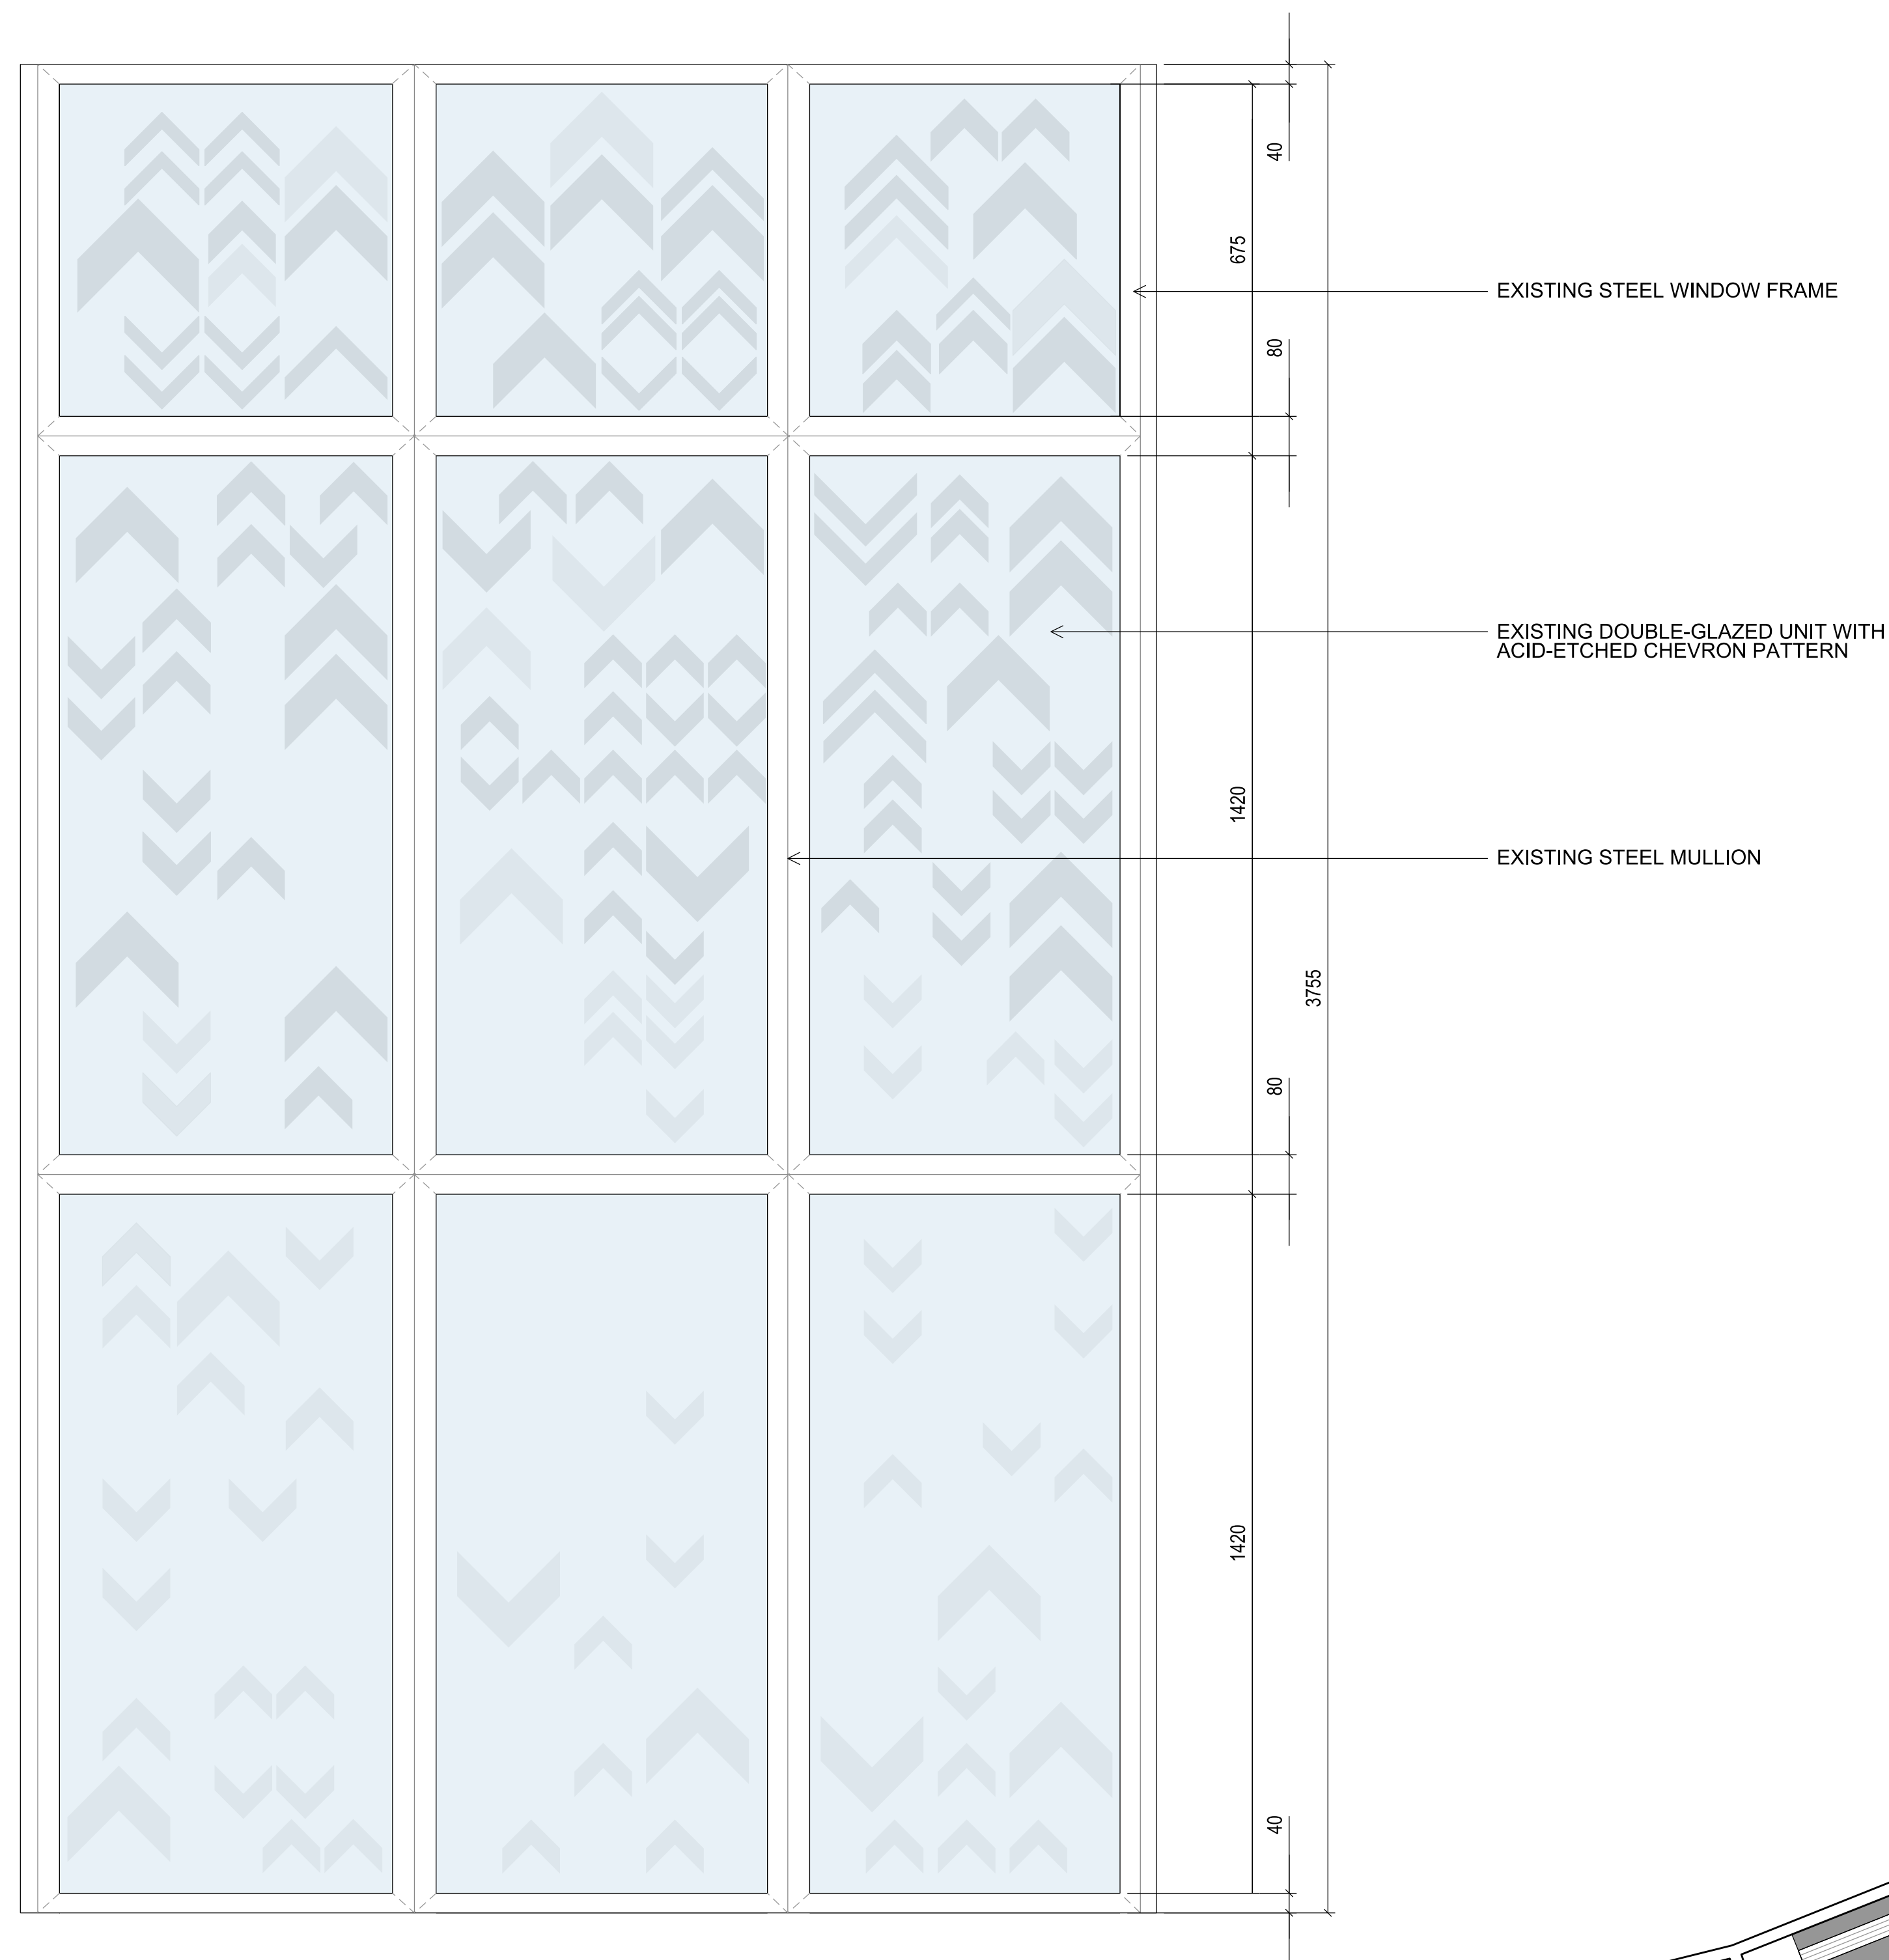 40
675
EXISTING STEEL WINDOW FRAME
80
EXISTING DOUBLE-GLAZED UNIT WITH
ACID-ETCHED CHEVRON PATTERN
1420
EXISTING STEEL MULLION
3755
80
1420
40